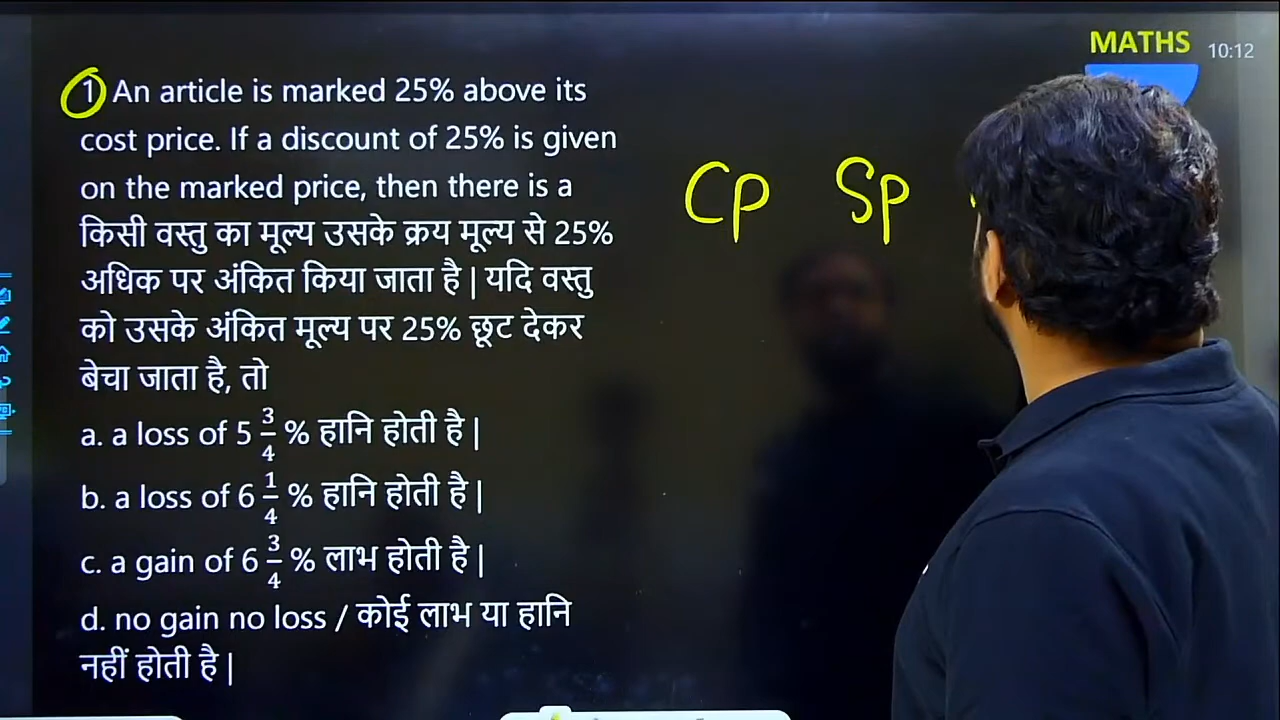 MATHS
10:12
1 An article is marked 25% above its
cost price. If a discount of 25% is given
on the marked price, then there is a
किसी वस्तु का मूल्य उसके क्रय मूल्य से 25%
अधिक पर अंकित किया जाता है | यदि वस्तु
को उसके अंकित मूल्य पर 25% छूट देकर
बेचा जाता है, तो
a. a loss of 5 3/4 % हानि होती है |
b. a loss of 6 1/4 % हानि होती है |
c. a gain of 6 3/4 % लाभ होती है |
d. no gain no loss / कोई लाभ या हानि
नहीं होती है |
Cp Sp